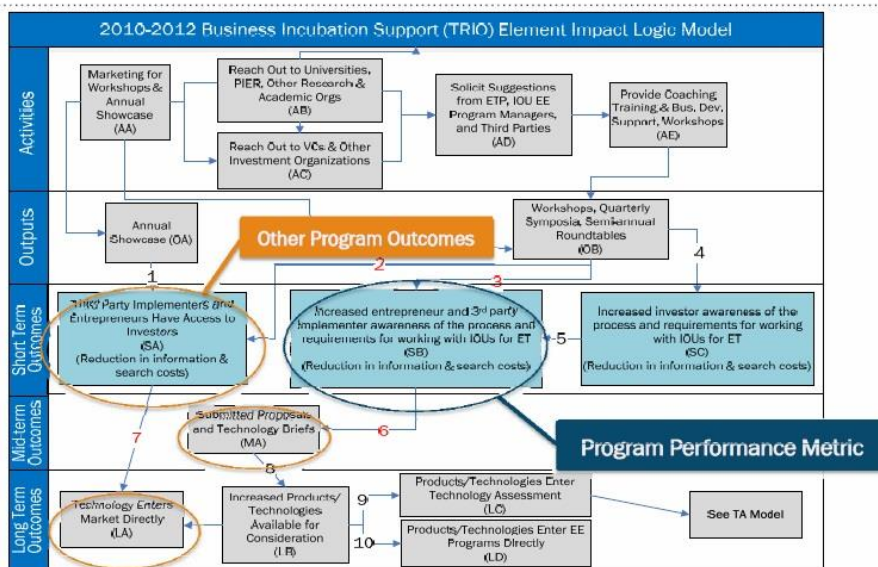 2010-2012 Business Incubation Support (TRIO) Element Impact Logic Model
Activities
Marketing for
Workshops &
Annual
Showcase
(AA)
Reach Out to Universities,
PIER, Other Research &
Academic Orgs
(AB)
Reach Out to VCs & Other
Investment Organizations
(AC)
Solicit Suggestions
from ETP, IOU EE
Program Managers,
and Third Parties
(AD)
Provide Coaching
Training & Bus. Dev.
Support, Workshops
(AE)
Outputs
Annual
Showcase (OA)
Other Program Outcomes
Workshops, Quarterly
Symposia, Semi-annual
Roundtables
(OB)
1
2
3
4
Short Term
Outcomes
Third Party Implementers and
Entrepreneurs Have Access to
Investors
(SA)
(Reduction in information &
search costs)
Increased entrepreneur and 3rd party
implementer awareness of the process and
requirements for working with IOUs for ET
(SB)
(Reduction in information & search costs)
5
Increased investor awareness of the
process and requirements for working
with IOUs for ET
(SC)
(Reduction in information & search costs)
Mid-term
Outcomes
7
Submitted Proposals
and Technology Briefs
(MA)
6
Program Performance Metric
8
Long Term
Outcomes
Technology Enters
Market Directly
(LA)
Increased Products/
Technologies
Available for
Consideration
(LB)
9
10
Products/Technologies Enter
Technology Assessment
(LC)
Products/Technologies Enter EE
Programs Directly
(LD)
See TA Model